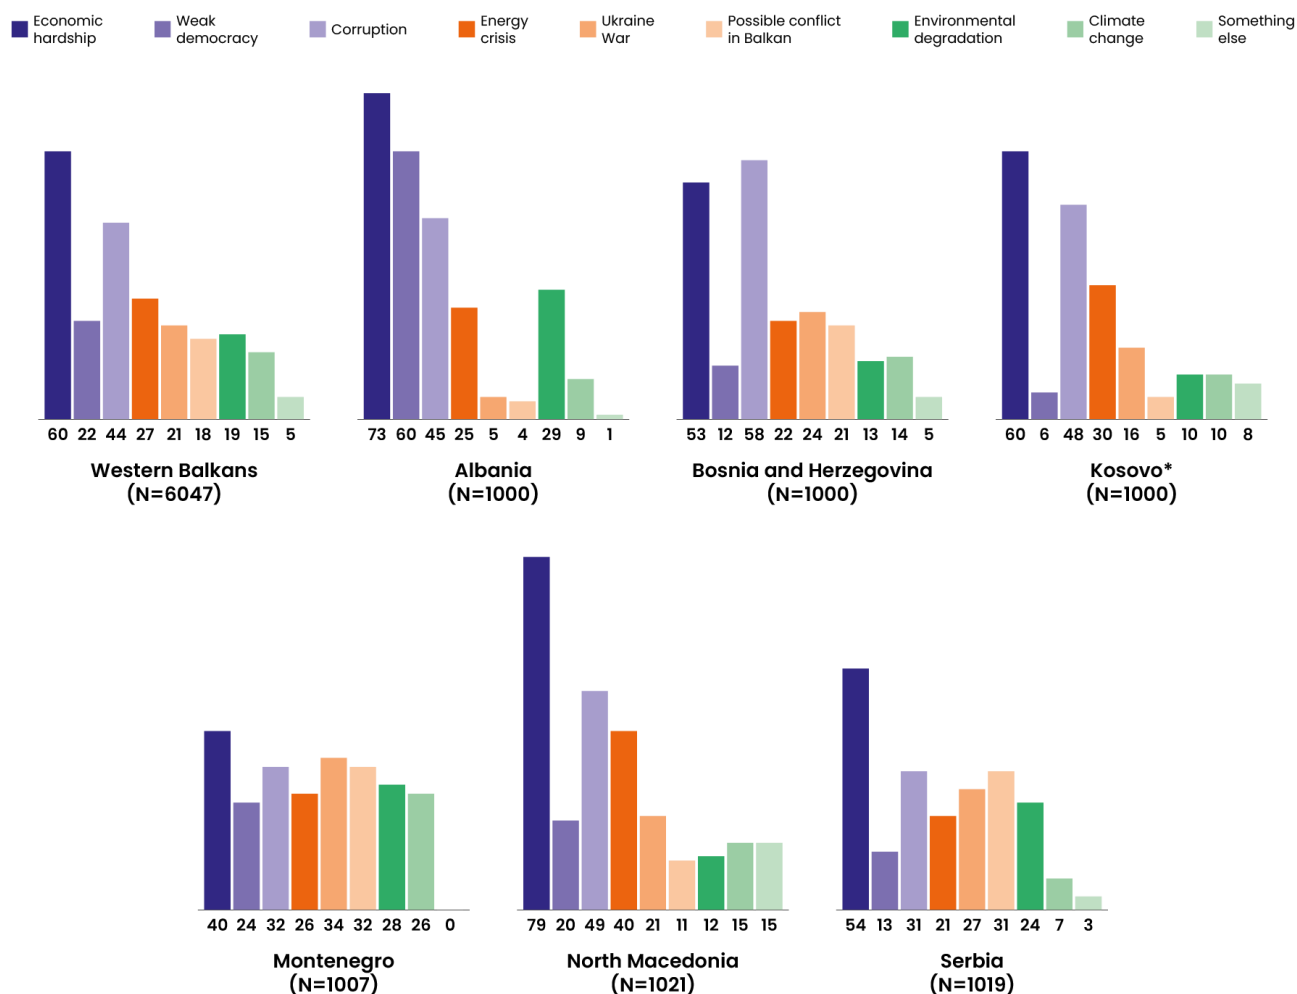 Economic
hardship
Weak
democracy
Corruption
Energy
crisis
Ukraine
War
Possible conflict
in Balkan
Environmental
degradation
Climate
change
Something
else
60 22 44 27 21 18 19 15 5
Western Balkans
(N=6047)
73 60 45 25 5 4 29 9 1
Albania
(N=1000)
53 12 58 22 24 21 13 14 5
Bosnia and Herzegovina
(N=1000)
60 6 48 30 16 5 10 10 8
Kosovo*
(N=1000)
40 24 32 26 34 32 28 26 0
Montenegro
(N=1007)
79 20 49 40 21 11 12 15 15
North Macedonia
(N=1021)
54 13 31 21 27 31 24 7 3
Serbia
(N=1019)